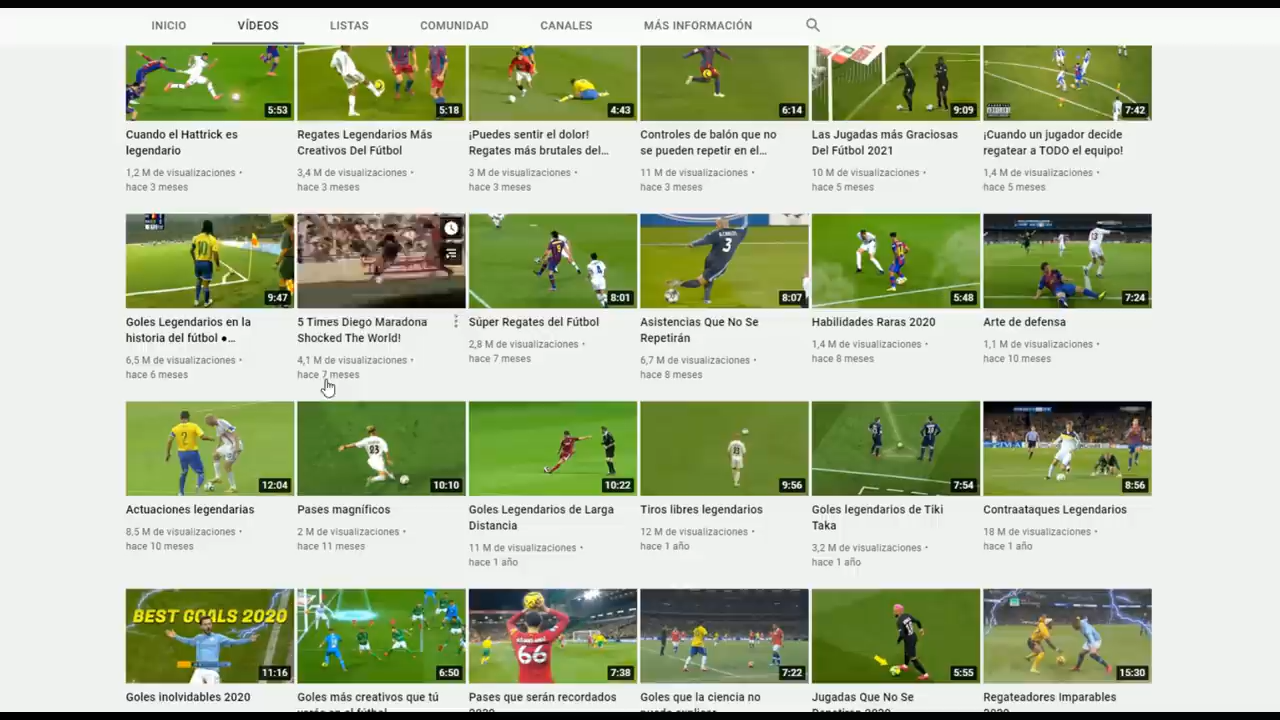 INICIO VÍDEOS LISTAS COMUNIDAD CANALES MÁS INFORMACIÓN
5:53 5:18 4:43 6:14 9:09 7:42
Cuando el Hattrick es
legendario
1,2 M de visualizaciones •
hace 3 meses
Regates Legendarios Más
Creativos Del Fútbol
3,4 M de visualizaciones •
hace 3 meses
¡Puedes sentir el dolor!
Regates más brutales del...
3 M de visualizaciones •
hace 3 meses
Controles de balón que no
se pueden repetir en el...
11 M de visualizaciones •
hace 3 meses
Las Jugadas más Graciosas
Del Fútbol 2021
10 M de visualizaciones •
hace 5 meses
¡Cuando un jugador decide
regatear a TODO el equipo!
1,4 M de visualizaciones •
hace 5 meses
9:47 8:01 8:07 5:48 7:24
Goles Legendarios en la
historia del fútbol ●...
6,5 M de visualizaciones •
hace 6 meses
5 Times Diego Maradona
Shocked The World!
4,1 M de visualizaciones •
hace 7 meses
Súper Regates del Fútbol
2,8 M de visualizaciones •
hace 7 meses
Asistencias Que No Se
Repetirán
6,7 M de visualizaciones •
hace 8 meses
Habilidades Raras 2020
1,4 M de visualizaciones •
hace 8 meses
Arte de defensa
1,1 M de visualizaciones •
hace 10 meses
12:04 10:10 10:22 9:56 7:54 8:56
Actuaciones legendarias
8,5 M de visualizaciones •
hace 10 meses
Pases magníficos
2 M de visualizaciones •
hace 11 meses
Goles Legendarios de Larga
Distancia
11 M de visualizaciones •
hace 1 año
Tiros libres legendarios
12 M de visualizaciones •
hace 1 año
Goles legendarios de Tiki
Taka
3,2 M de visualizaciones •
hace 1 año
Contraataques Legendarios
18 M de visualizaciones •
hace 1 año
BEST GOALS 2020
66
11:16 6:50 7:38 7:22 5:55 15:30
Goles inolvidables 2020
Goles más creativos que tú
Pases que serán recordados
Goles que la ciencia no
Jugadas Que No Se
Regateadores Imparables